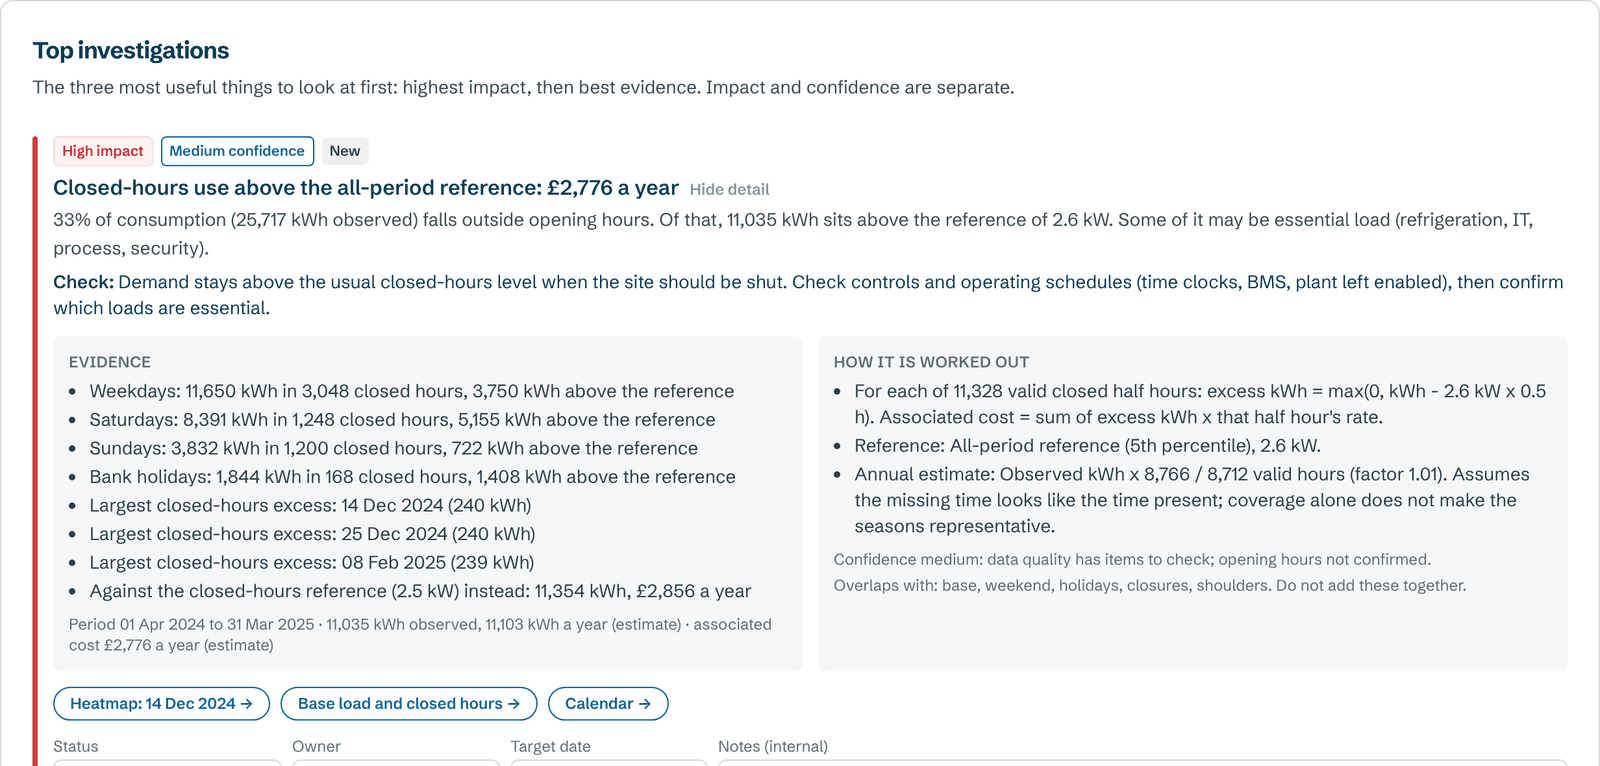 Top investigations
The three most useful things to look at first: highest impact, then best evidence. Impact and confidence are separate.
High impact
Medium confidence
New
Closed-hours use above the all-period reference: £2,776 a year
Hide detail
33% of consumption (25,717 kWh observed) falls outside opening hours. Of that, 11,035 kWh sits above the reference of 2.6 kW. Some of it may be essential load (refrigeration, IT,
process, security).
Check: Demand stays above the usual closed-hours level when the site should be shut. Check controls and operating schedules (time clocks, BMS, plant left enabled), then confirm
which loads are essential.
EVIDENCE
• Weekdays: 11,650 kWh in 3,048 closed hours, 3,750 kWh above the reference
• Saturdays: 8,391 kWh in 1,248 closed hours, 5,155 kWh above the reference
• Sundays: 3,832 kWh in 1,200 closed hours, 722 kWh above the reference
• Bank holidays: 1,844 kWh in 168 closed hours, 1,408 kWh above the reference
• Largest closed-hours excess: 14 Dec 2024 (240 kWh)
• Largest closed-hours excess: 25 Dec 2024 (240 kWh)
• Largest closed-hours excess: 08 Feb 2025 (239 kWh)
• Against the closed-hours reference (2.5 kW) instead: 11,354 kWh, £2,856 a year
Period 01 Apr 2024 to 31 Mar 2025 · 11,035 kWh observed, 11,103 kWh a year (estimate) · associated
cost £2,776 a year (estimate)
HOW IT IS WORKED OUT
• For each of 11,328 valid closed half hours: excess kWh = max(0, kWh - 2.6 kW x 0.5
h). Associated cost = sum of excess kWh x that half hour's rate.
• Reference: All-period reference (5th percentile), 2.6 kW.
• Annual estimate: Observed kWh x 8,766 / 8,712 valid hours (factor 1.01). Assumes
the missing time looks like the time present; coverage alone does not make the
seasons representative.
Confidence medium: data quality has items to check; opening hours not confirmed.
Overlaps with: base, weekend, holidays, closures, shoulders. Do not add these together.
Heatmap: 14 Dec 2024 →
Base load and closed hours →
Calendar →
Status
Owner
Target date
Notes (internal)